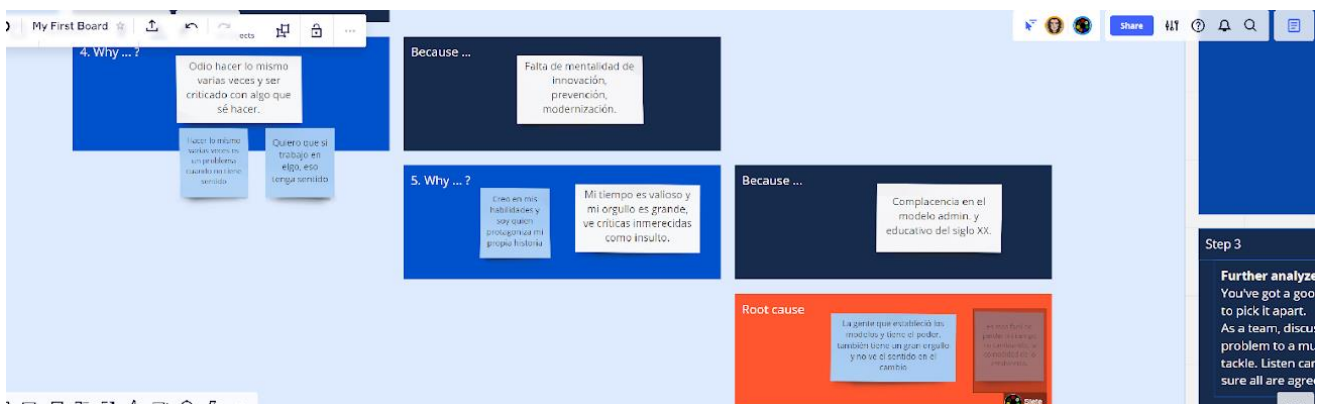 My First Board
ects
Share
4. Why ... ?
Odio hacer lo mismo
varias veces y ser
criticado con algo que
sé hacer.
Hacer lo mismo
varias veces es
un problema
cuando no tiene
sentido
Quiero que si
trabajo en
elgo, eso
tenga sentido
Because ...
Falta de mentalidad de
innovación,
prevención,
modernización.
5. Why ... ?
Creo en mis
habilidades y
soy quien
protagoniza mi
propia historia
Mi tiempo es valioso y
mi orgullo es grande,
ve críticas inmerecidas
como insulto.
Because ...
Complacencia en el
modelo admin. y
educativo del siglo XX.
Root cause
La gente que estableció los
modelos y tiene el poder,
también tiene un gran orgullo
y no ve el sentido en el
cambio
Step 3
Further analyze
You've got a goo
to pick it apart.
As a team, discu
problem to a mu
tackle. Listen car
sure all are agre